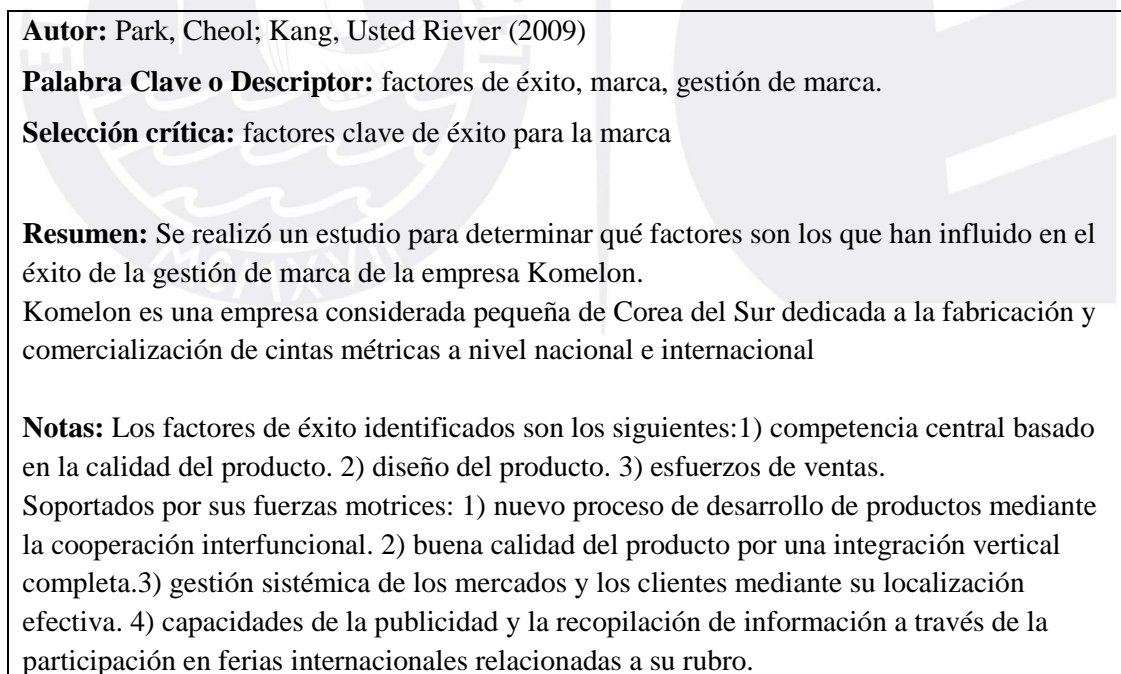 Autor: Park, Cheol; Kang, Usted Riever (2009)
Palabra Clave o Descriptor: factores de éxito, marca, gestión de marca.
Selección crítica: factores clave de éxito para la marca
Resumen: Se realizó un estudio para determinar qué factores son los que han influido en el
éxito de la gestión de marca de la empresa Komelon.
Komelon es una empresa considerada pequeña de Corea del Sur dedicada a la fabricación y
comercialización de cintas métricas a nivel nacional e internacional
Notas: Los factores de éxito identificados son los siguientes:1) competencia central basado
en la calidad del producto. 2) diseño del producto. 3) esfuerzos de ventas.
Soportados por sus fuerzas motrices: 1) nuevo proceso de desarrollo de productos mediante
la cooperación interfuncional. 2) buena calidad del producto por una integración vertical
completa.3) gestión sistémica de los mercados y los clientes mediante su localización
efectiva. 4) capacidades de la publicidad y la recopilación de información a través de la
participación en ferias internacionales relacionadas a su rubro.